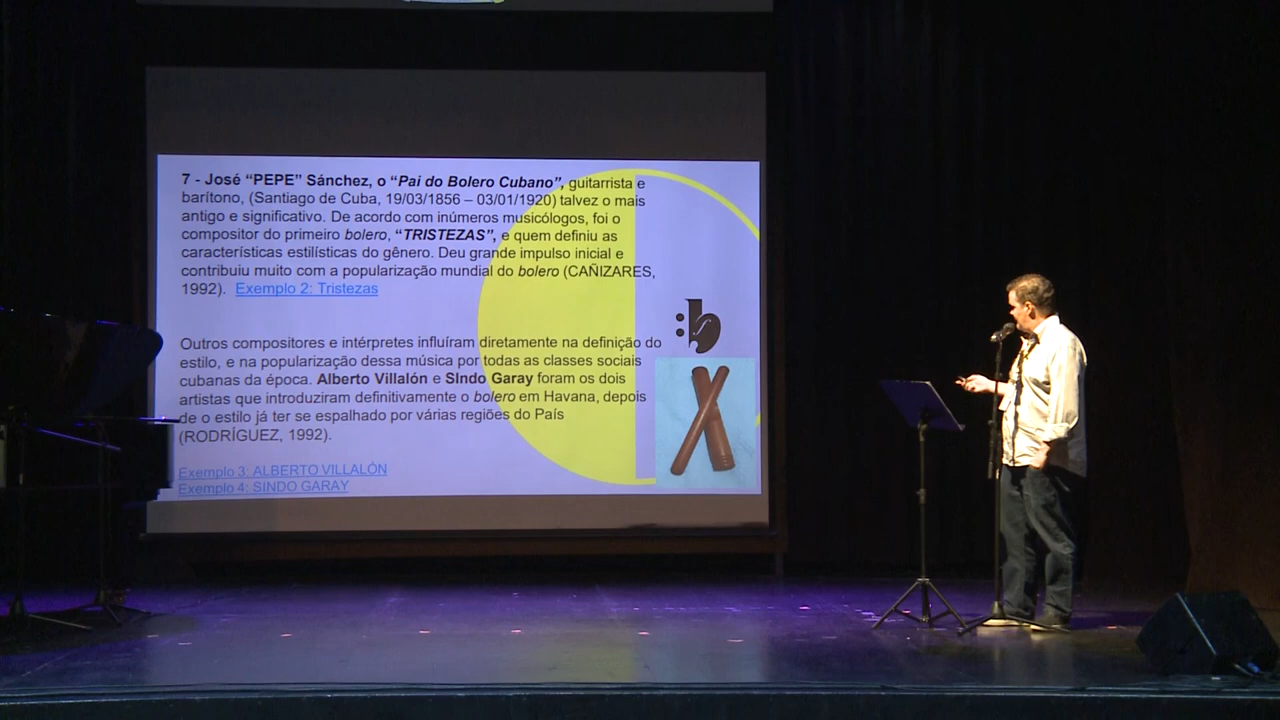 7 - José “PEPE” Sánchez, o “Pai do Bolero Cubano”, guitarrista e
barítono, (Santiago de Cuba, 19/03/1856 – 03/01/1920) talvez o mais
antigo e significativo. De acordo com inúmeros musicólogos, foi o
compositor do primeiro bolero, “TRISTEZAS”, e quem definiu as
características estilísticas do gênero. Deu grande impulso inicial e
contribuiu muito com a popularização mundial do bolero (CAÑIZARES,
1992). Exemplo 2: Tristezas
Outros compositores e intérpretes influíram diretamente na definição do
estilo, e na popularização dessa música por todas as classes sociais
cubanas da época. Alberto Villalón e SIndo Garay foram os dois
artistas que introduziram definitivamente o bolero em Havana, depois
de o estilo já ter se espalhado por várias regiões do País
(RODRÍGUEZ, 1992).
Exemplo 3: ALBERTO VILLALÓN
Exemplo 4: SINDO GARAY